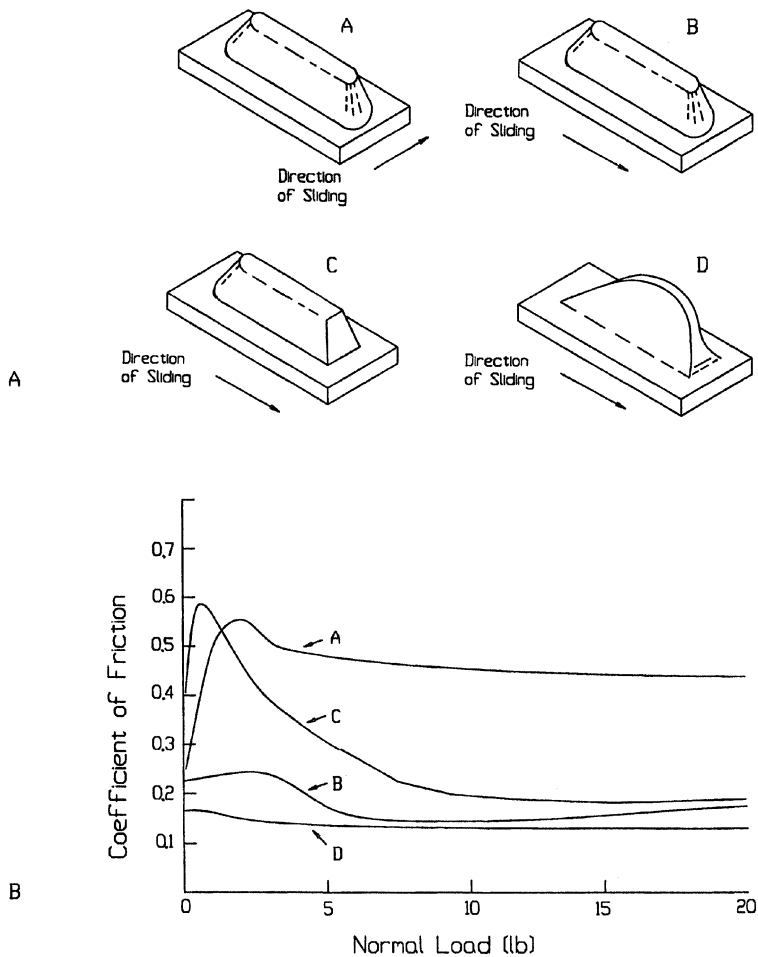 A
B
Direction
of Sliding
Direction
of Sliding
C
D
Direction
of Sliding
Direction
of Sliding
A
Coefficient of Friction
0.7
0.6
0.5
0.4
0.3
0.2
0.1
A
C
B
D
B
0
5
10
15
20
Normal Load (lb)